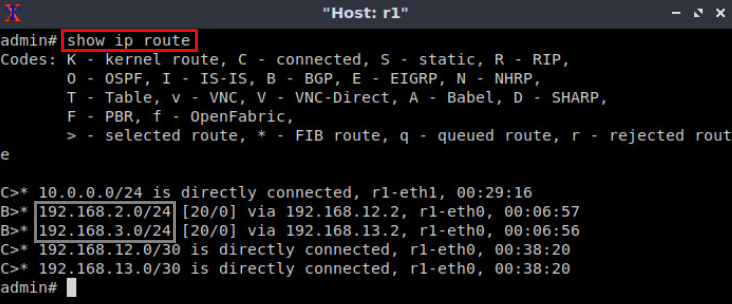 "Host: r1"
admin# show ip route
Codes: K - kernel route, C - connected, S - static, R - RIP,
O - OSPF, I - IS-IS, B - BGP, E - EIGRP, N - NHRP,
T - Table, v - VNC, V - VNC-Direct, A - Babel, D - SHARP,
F - PBR, f - OpenFabric,
> - selected route, * - FIB route, q - queued route, r - rejected rout
e
C>* 10.0.0.0/24 is directly connected, r1-eth1, 00:29:16
B>* 192.168.2.0/24 [20/0] via 192.168.12.2, r1-eth0, 00:06:57
B>* 192.168.3.0/24 [20/0] via 192.168.13.2, r1-eth0, 00:06:56
C>* 192.168.12.0/30 is directly connected, r1-eth0, 00:38:20
C>* 192.168.13.0/30 is directly connected, r1-eth0, 00:38:20
admin#